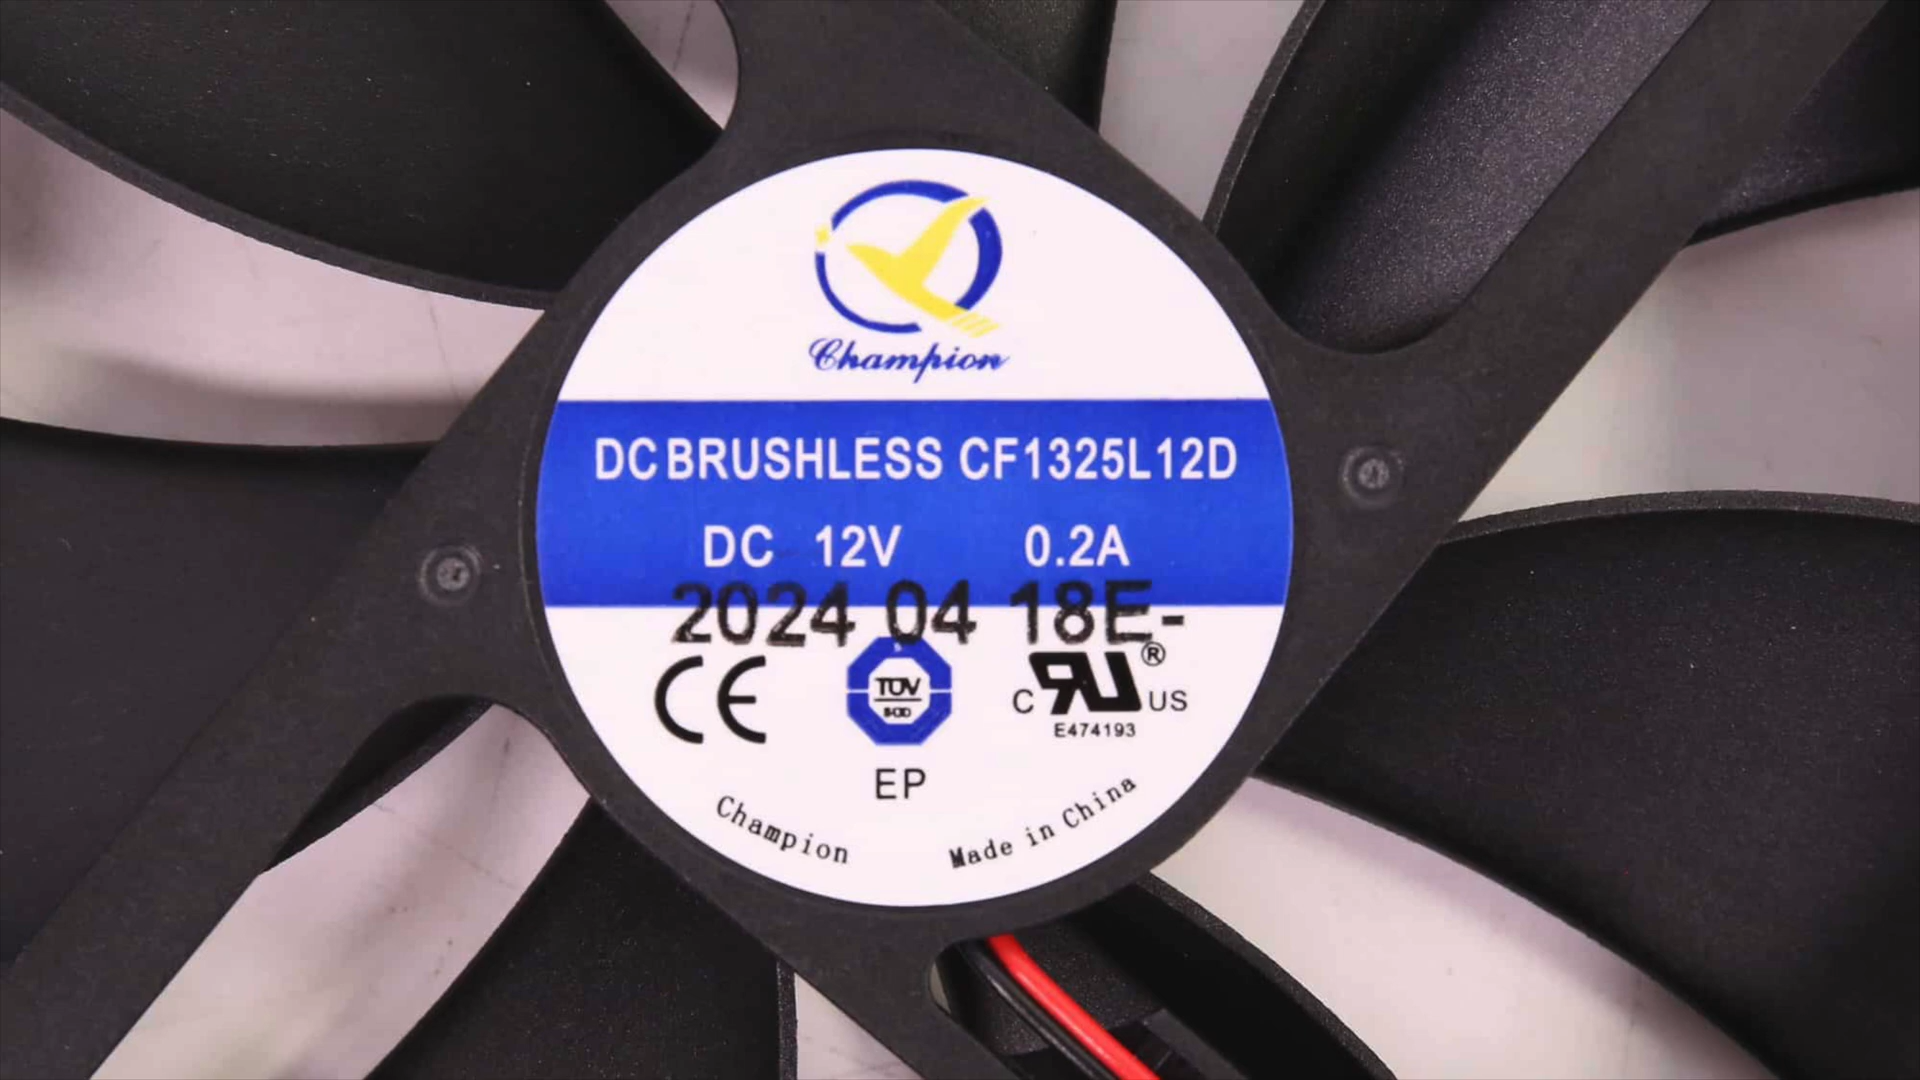 Champion
DC BRUSHLESS CF1325L12D
DC 12V 0.2A
2024 04 18E-
CE
TÜV
C RU ® US
E474193
EP
Champion
Made in China